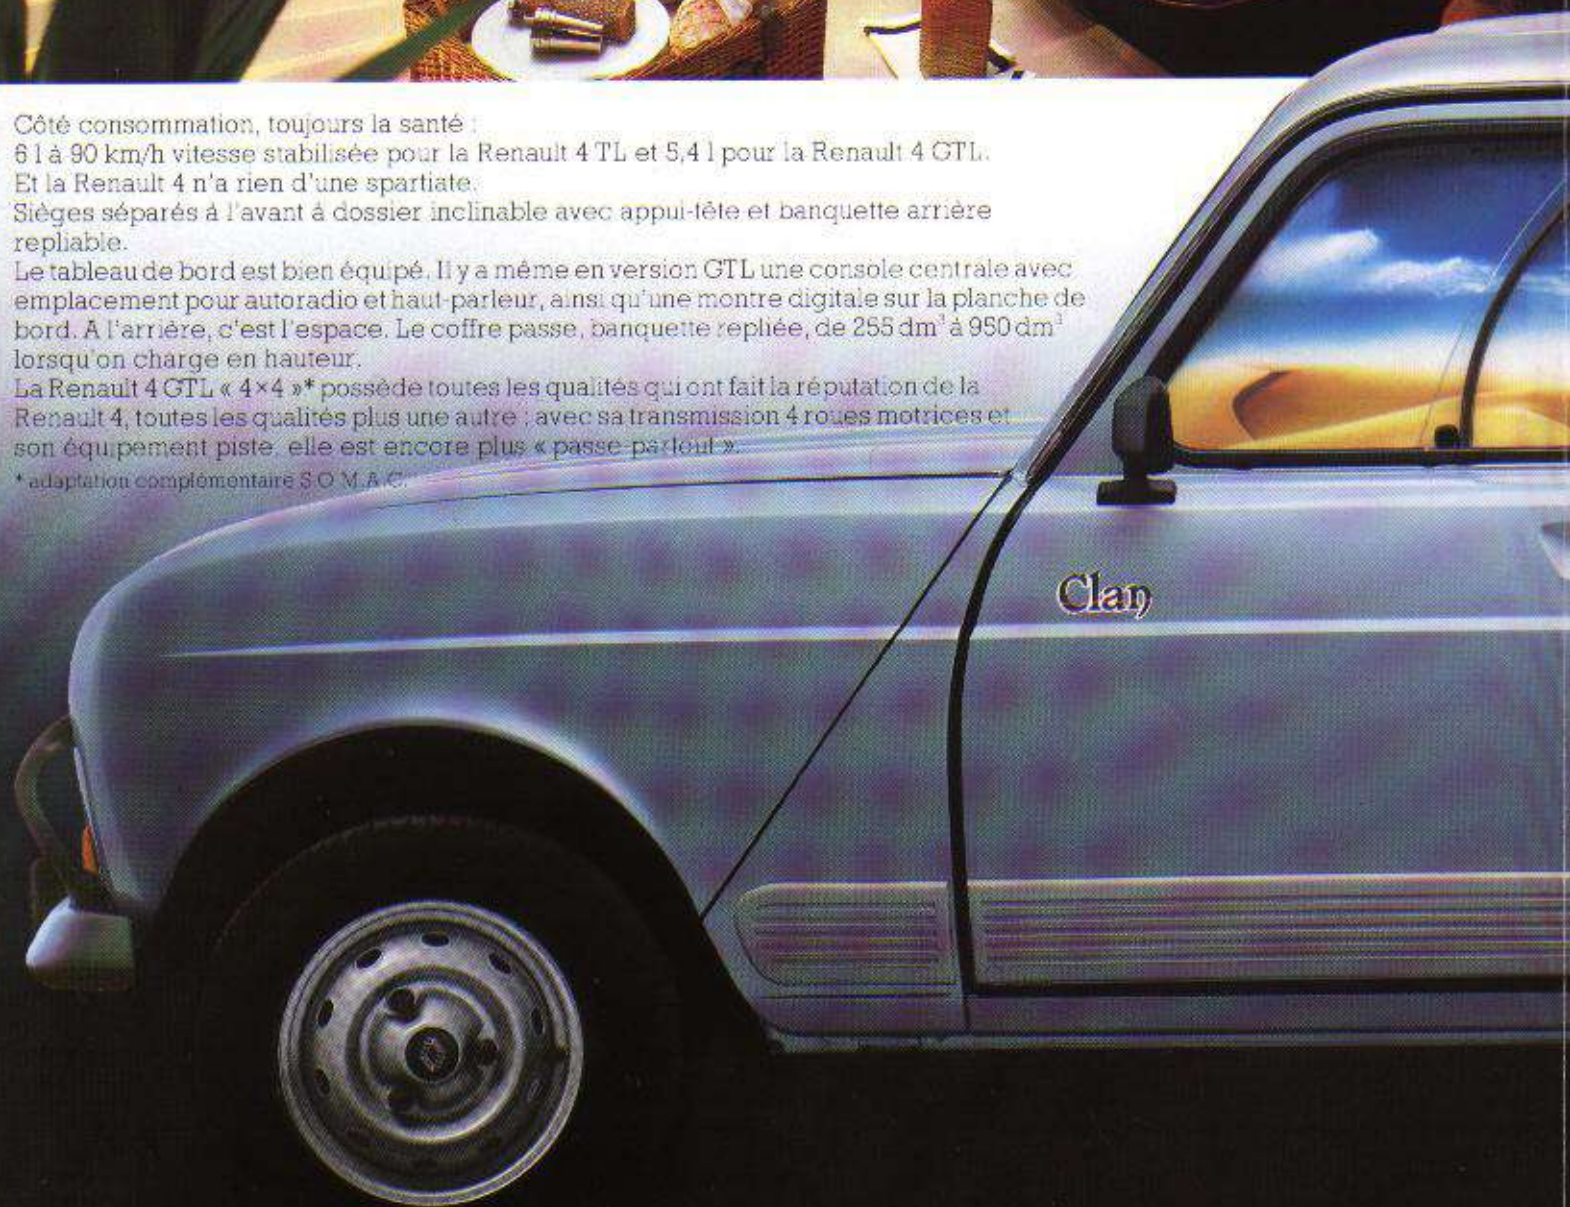 Côté consommation, toujours la santé :
6 l à 90 km/h vitesse stabilisée pour la Renault 4 TL et 5,4 l pour la Renault 4 GTL.
Et la Renault 4 n'a rien d'une spartiate.
Sièges séparés à l'avant à dossier inclinable avec appui-tête et banquette arrière
repliable.
Le tableau de bord est bien équipé. Il y a même en version GTL une console centrale avec
emplacement pour autoradio et haut-parleur, ainsi qu'une montre digitale sur la planche de
bord. A l'arrière, c'est l'espace. Le coffre passe, banquette repliée, de 255 dm³ à 950 dm³
lorsqu'on charge en hauteur.
La Renault 4 GTL « 4×4 »* possède toutes les qualités qui ont fait la réputation de la
Renault 4, toutes les qualités plus une autre : avec sa transmission 4 roues motrices et
son équipement piste, elle est encore plus « passe-partout ».
* adaptation complémentaire S.O.M.A.C.
Clan